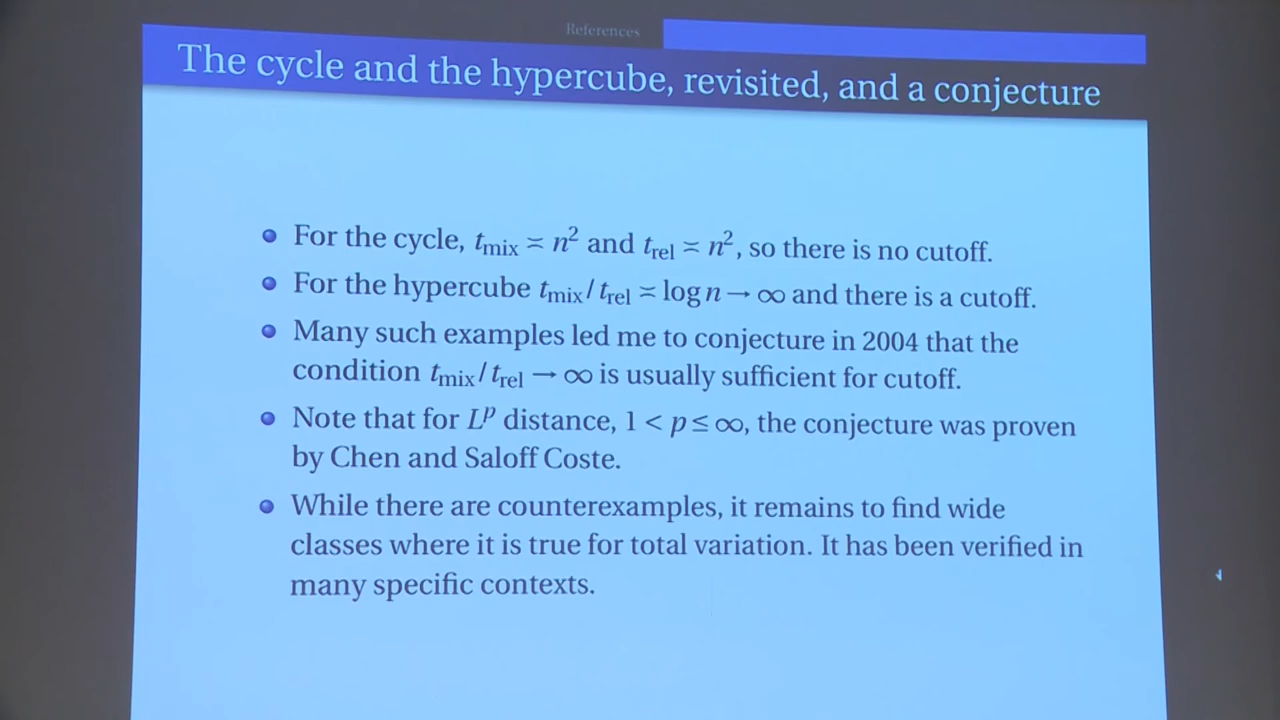 References
The cycle and the hypercube, revisited, and a conjecture
For the cycle, t_mix ≍ n² and t_rel ≍ n², so there is no cutoff.
For the hypercube t_mix/t_rel ≍ log n → ∞ and there is a cutoff.
Many such examples led me to conjecture in 2004 that the
condition t_mix/t_rel → ∞ is usually sufficient for cutoff.
Note that for Lᵖ distance, 1 < p ≤ ∞, the conjecture was proven
by Chen and Saloff Coste.
While there are counterexamples, it remains to find wide
classes where it is true for total variation. It has been verified in
many specific contexts.